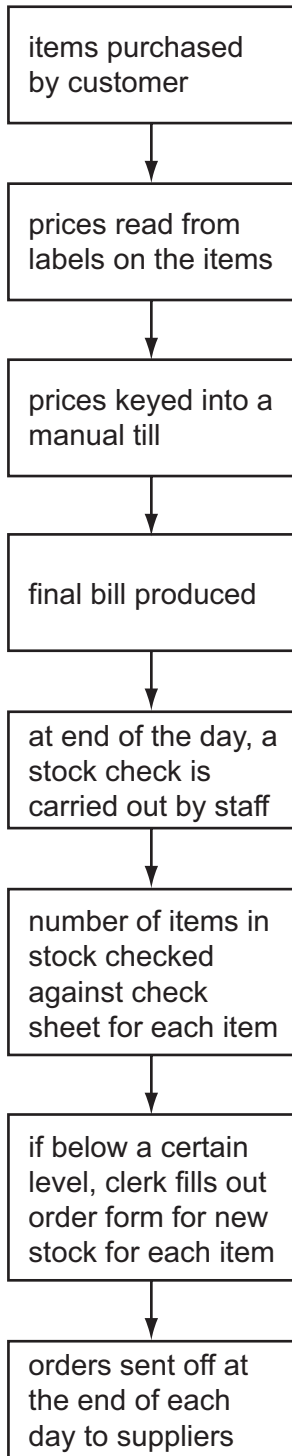 items purchased
by customer
prices read from
labels on the items
prices keyed into a
manual till
final bill produced
at end of the day, a
stock check is
carried out by staff
number of items in
stock checked
against check
sheet for each item
if below a certain
level, clerk fills out
order form for new
stock for each item
orders sent off at
the end of each
day to suppliers